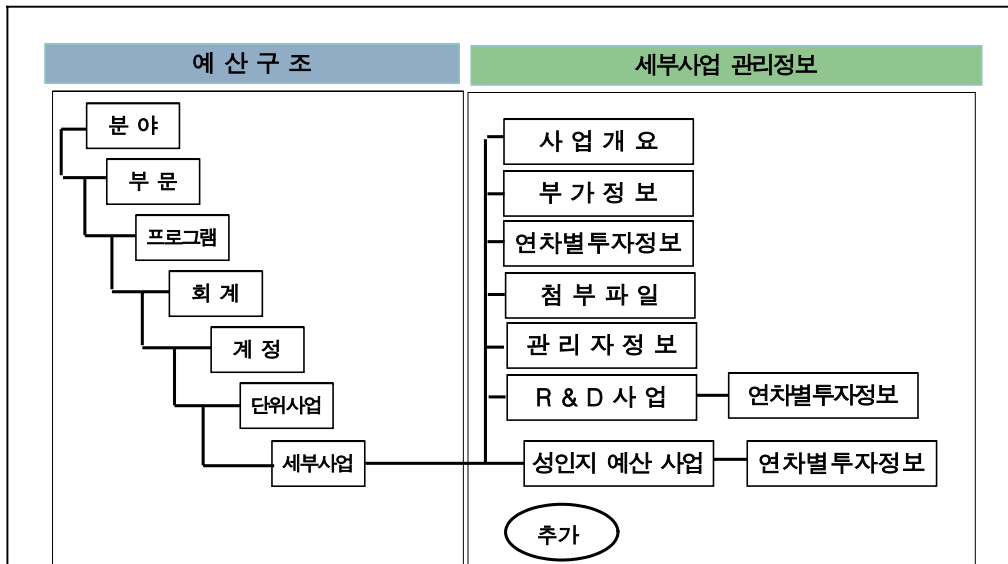 예 산 구 조
분 야
부 문
프로그램
회 계
계 정
단위사업
세부사업
세부사업 관리정보
사 업 개 요
부 가 정 보
연차별투자정보
첨 부 파 일
관 리 자 정 보
R & D 사 업
연차별투자정보
성인지 예산 사업
연차별투자정보
추가